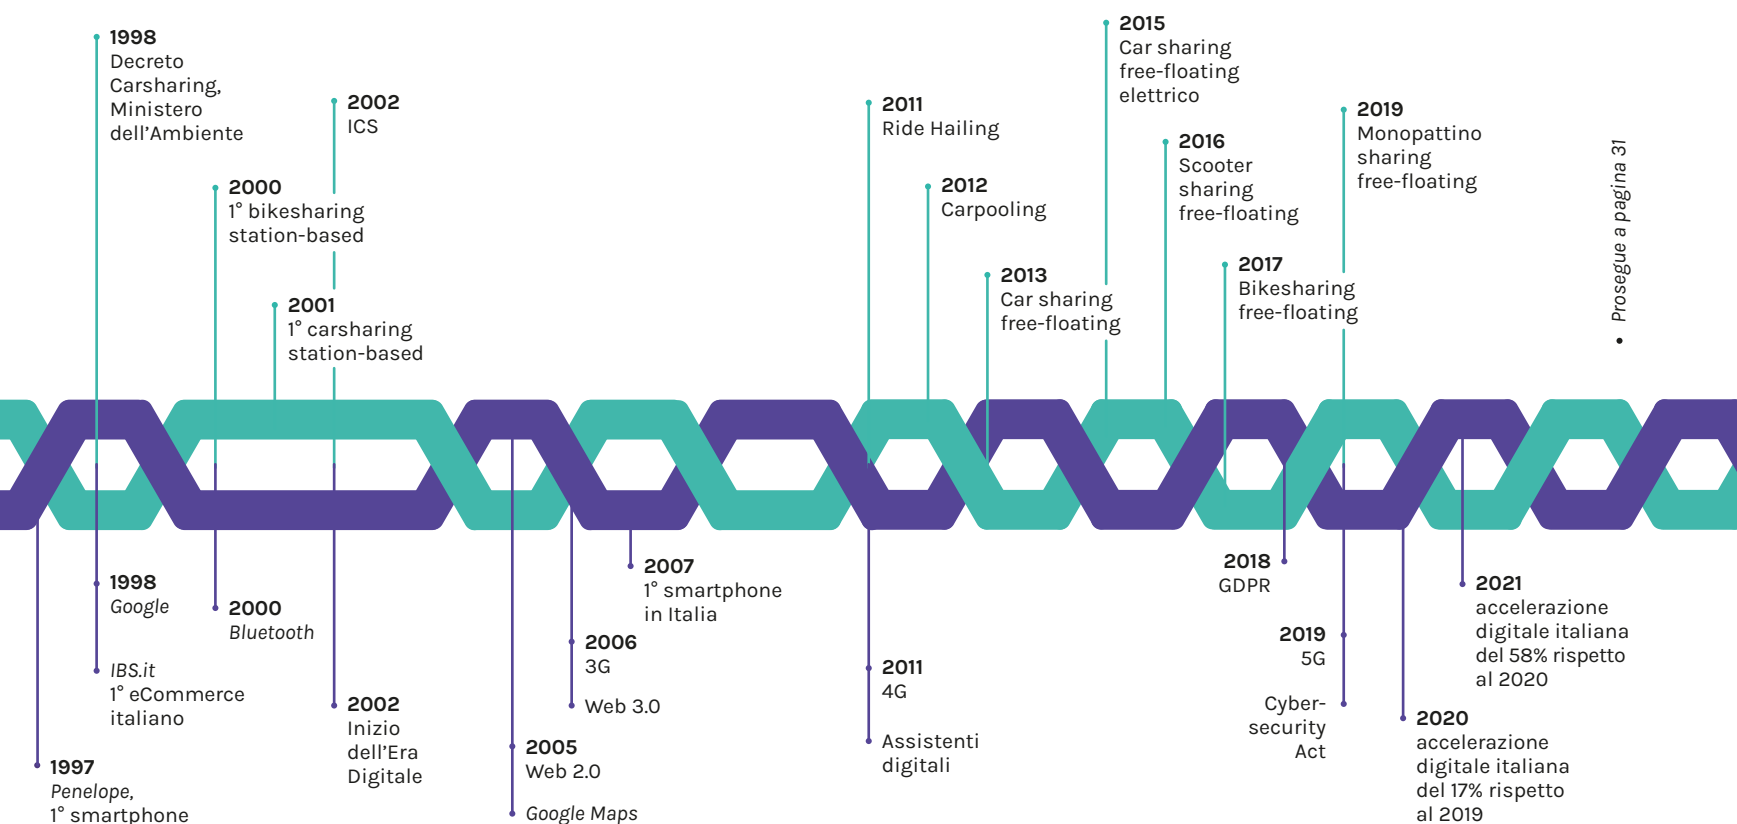 1998
Decreto
Carsharing,
Ministero
dell'Ambiente
2000
1° bikesharing
station-based
2001
1° carsharing
station-based
2002
ICS
2011
Ride Hailing
2012
Carpooling
2013
Car sharing
free-floating
2015
Car sharing
free-floating
elettrico
2016
Scooter
sharing
free-floating
2017
Bikesharing
free-floating
2019
Monopattino
sharing
free-floating
• Prosegue a pagina 31
1997
Penelope,
1° smartphone
1998
Google
IBS.it
1° eCommerce
italiano
2000
Bluetooth
2002
Inizio
dell'Era
Digitale
2005
Web 2.0
Google Maps
2006
3G
Web 3.0
2007
1° smartphone
in Italia
2011
4G
Assistenti
digitali
2018
GDPR
2019
5G
Cyber-
security
Act
2020
accelerazione
digitale italiana
del 17% rispetto
al 2019
2021
accelerazione
digitale italiana
del 58% rispetto
al 2020